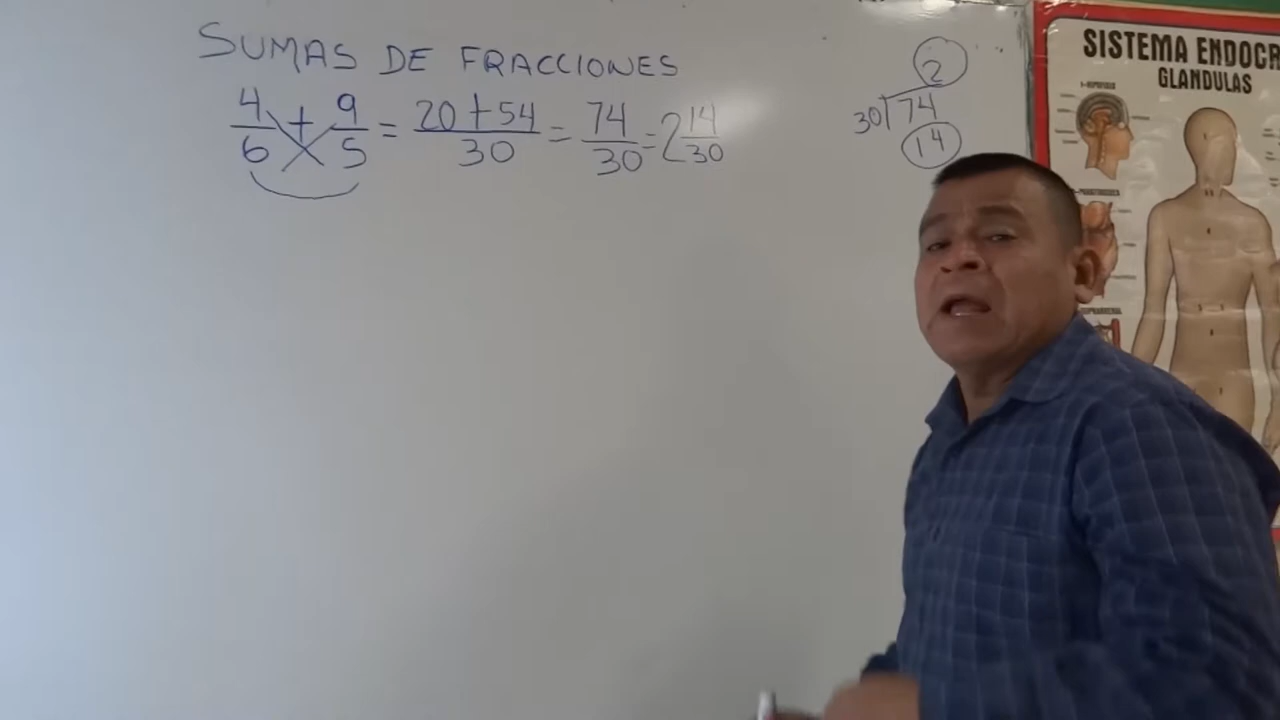 SUMAS DE FRACCIONES
4/6 + 9/5 = 20 + 54/30 = 74/30 = 2 14/30
2
30 74
14
SISTEMA ENDOCR
GLANDULAS